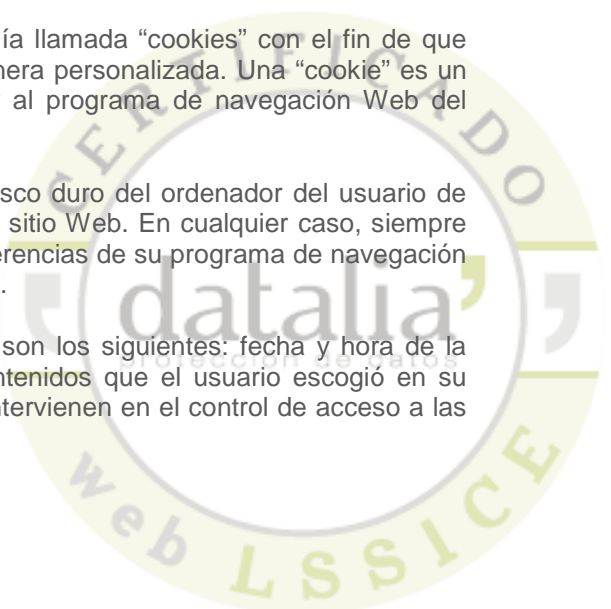 ía llamada “cookies” con el fin de que
nera personalizada. Una “cookie” es un
al programa de navegación Web del
sco duro del ordenador del usuario de
sitio Web. En cualquier caso, siempre
erencias de su programa de navegación
.
son los siguientes: fecha y hora de la
ntenidos que el usuario escogió en su
ntervienen en el control de acceso a las
CERTIFICADO
datalia
protección de datos
web LSSICE